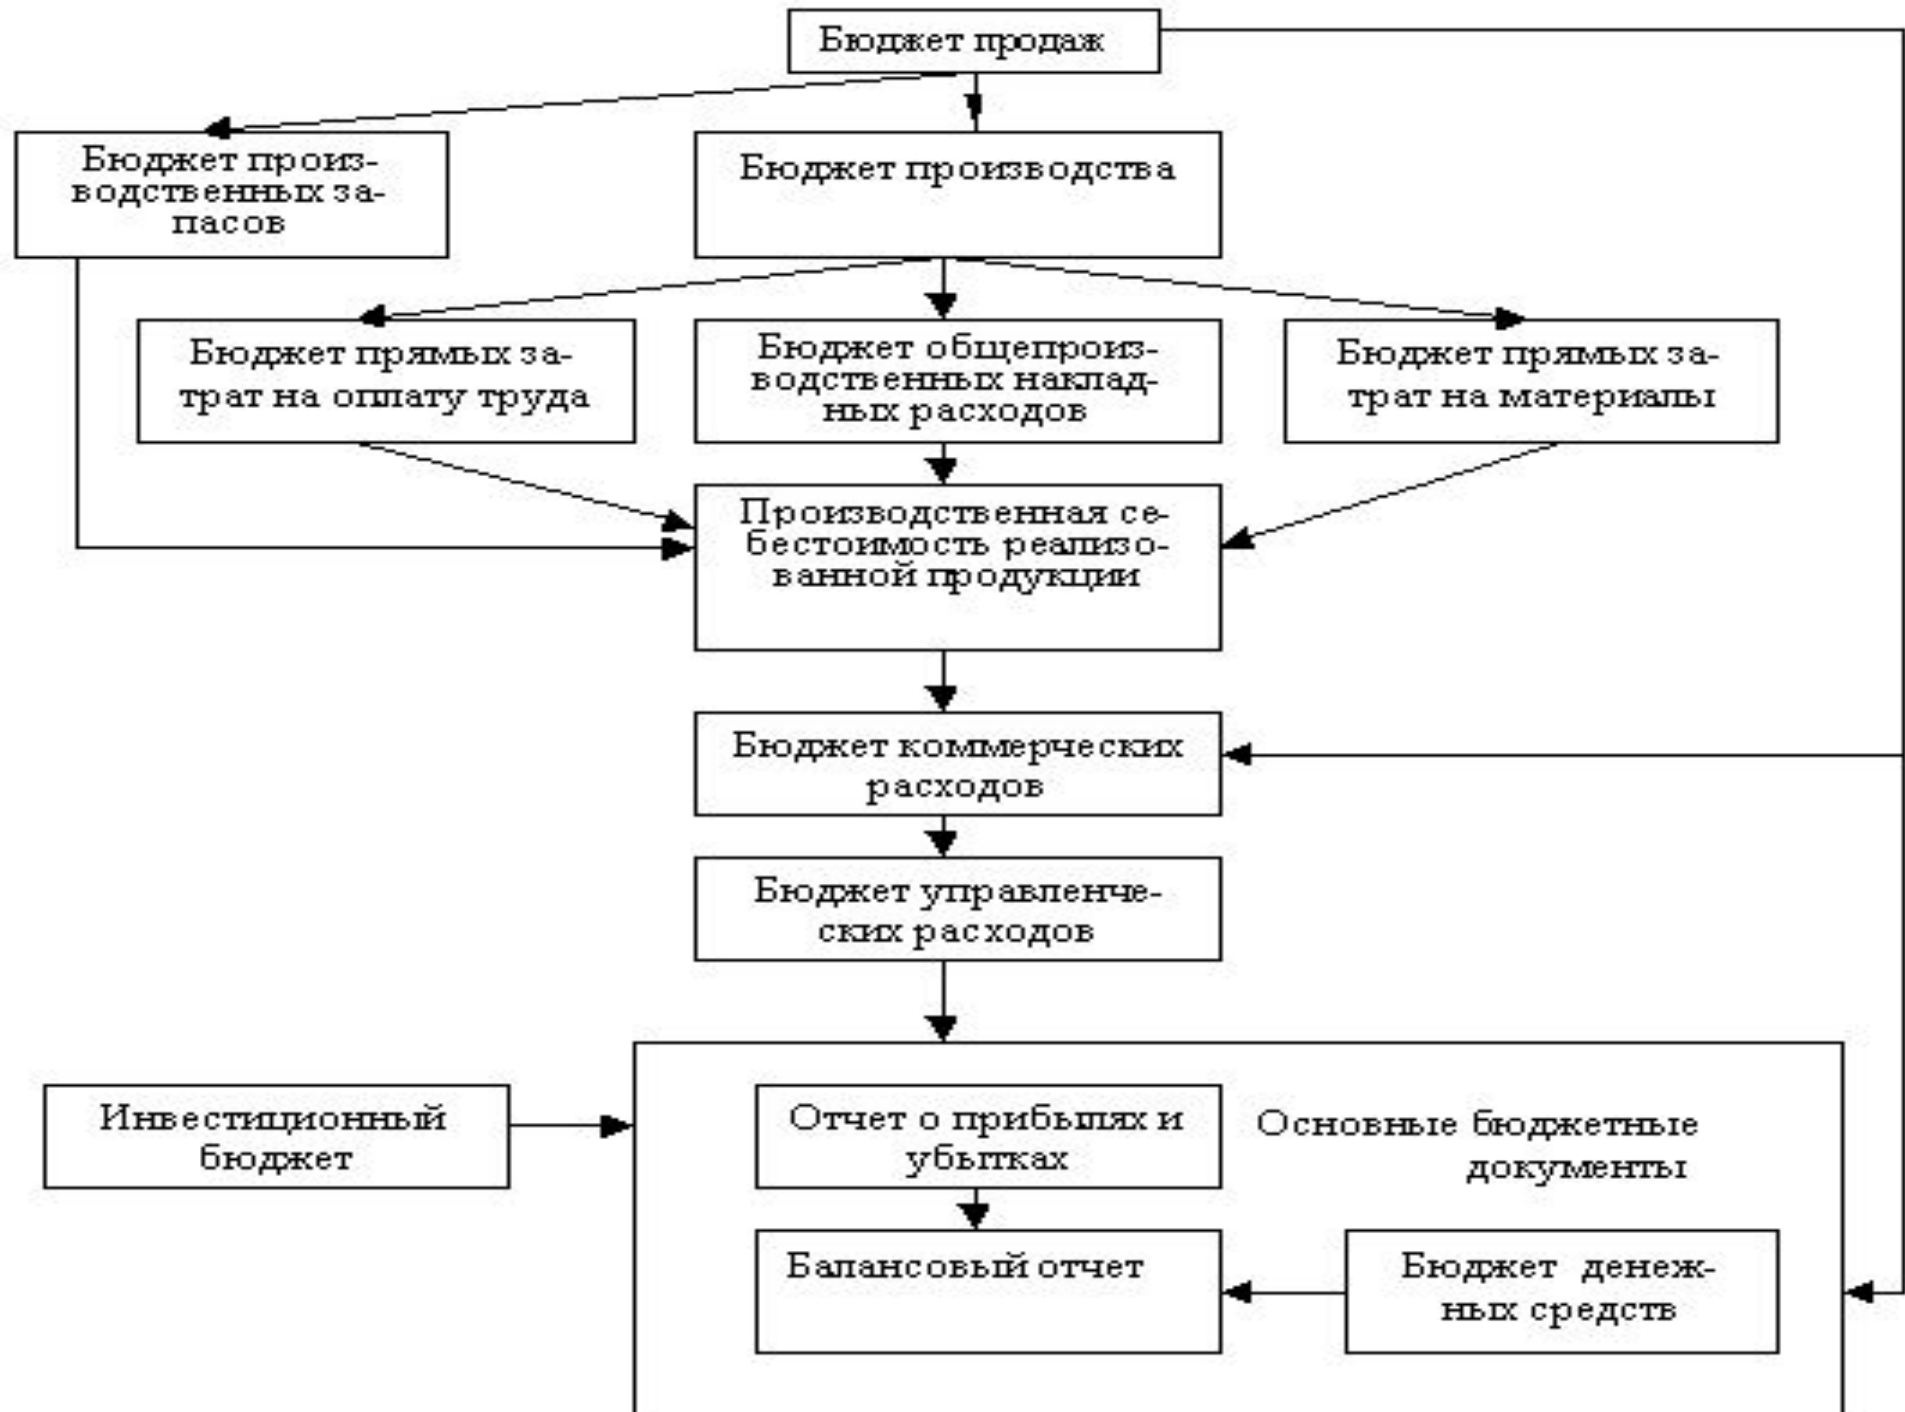 Бюджет продаж
Бюджет произ-
водственных за-
пасов
Бюджет производства
Бюджет прямых за-
трат на оплату труда
Бюджет общепроиз-
водственных наклад-
ных расходов
Бюджет прямых за-
трат на материалы
Производственная се-
бестоимость реализо-
ванной продукции
Бюджет коммерческих
расходов
Бюджет управленче-
ских расходов
Инвестиционный
бюджет
Отчет о прибылях и
убытках
Основные бюджетные
документы
Балансовый отчет
Бюджет денеж-
ных средств